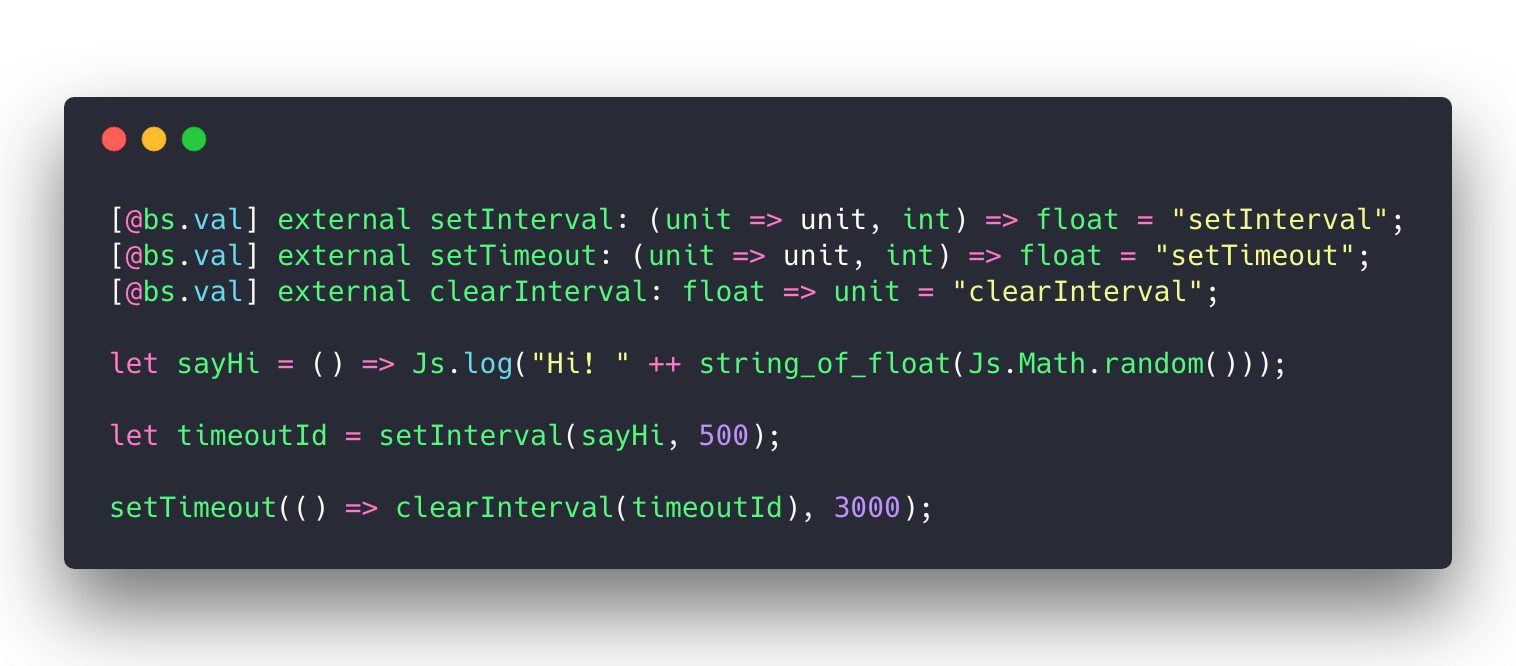 [@bs.val] external setInterval: (unit => unit, int) => float = "setInterval";
[@bs.val] external setTimeout: (unit => unit, int) => float = "setTimeout";
[@bs.val] external clearInterval: float => unit = "clearInterval";
let sayHi = () => Js.log("Hi! " ++ string_of_float(Js.Math.random()));
let timeoutId = setInterval(sayHi, 500);
setTimeout(() => clearInterval(timeoutId), 3000);